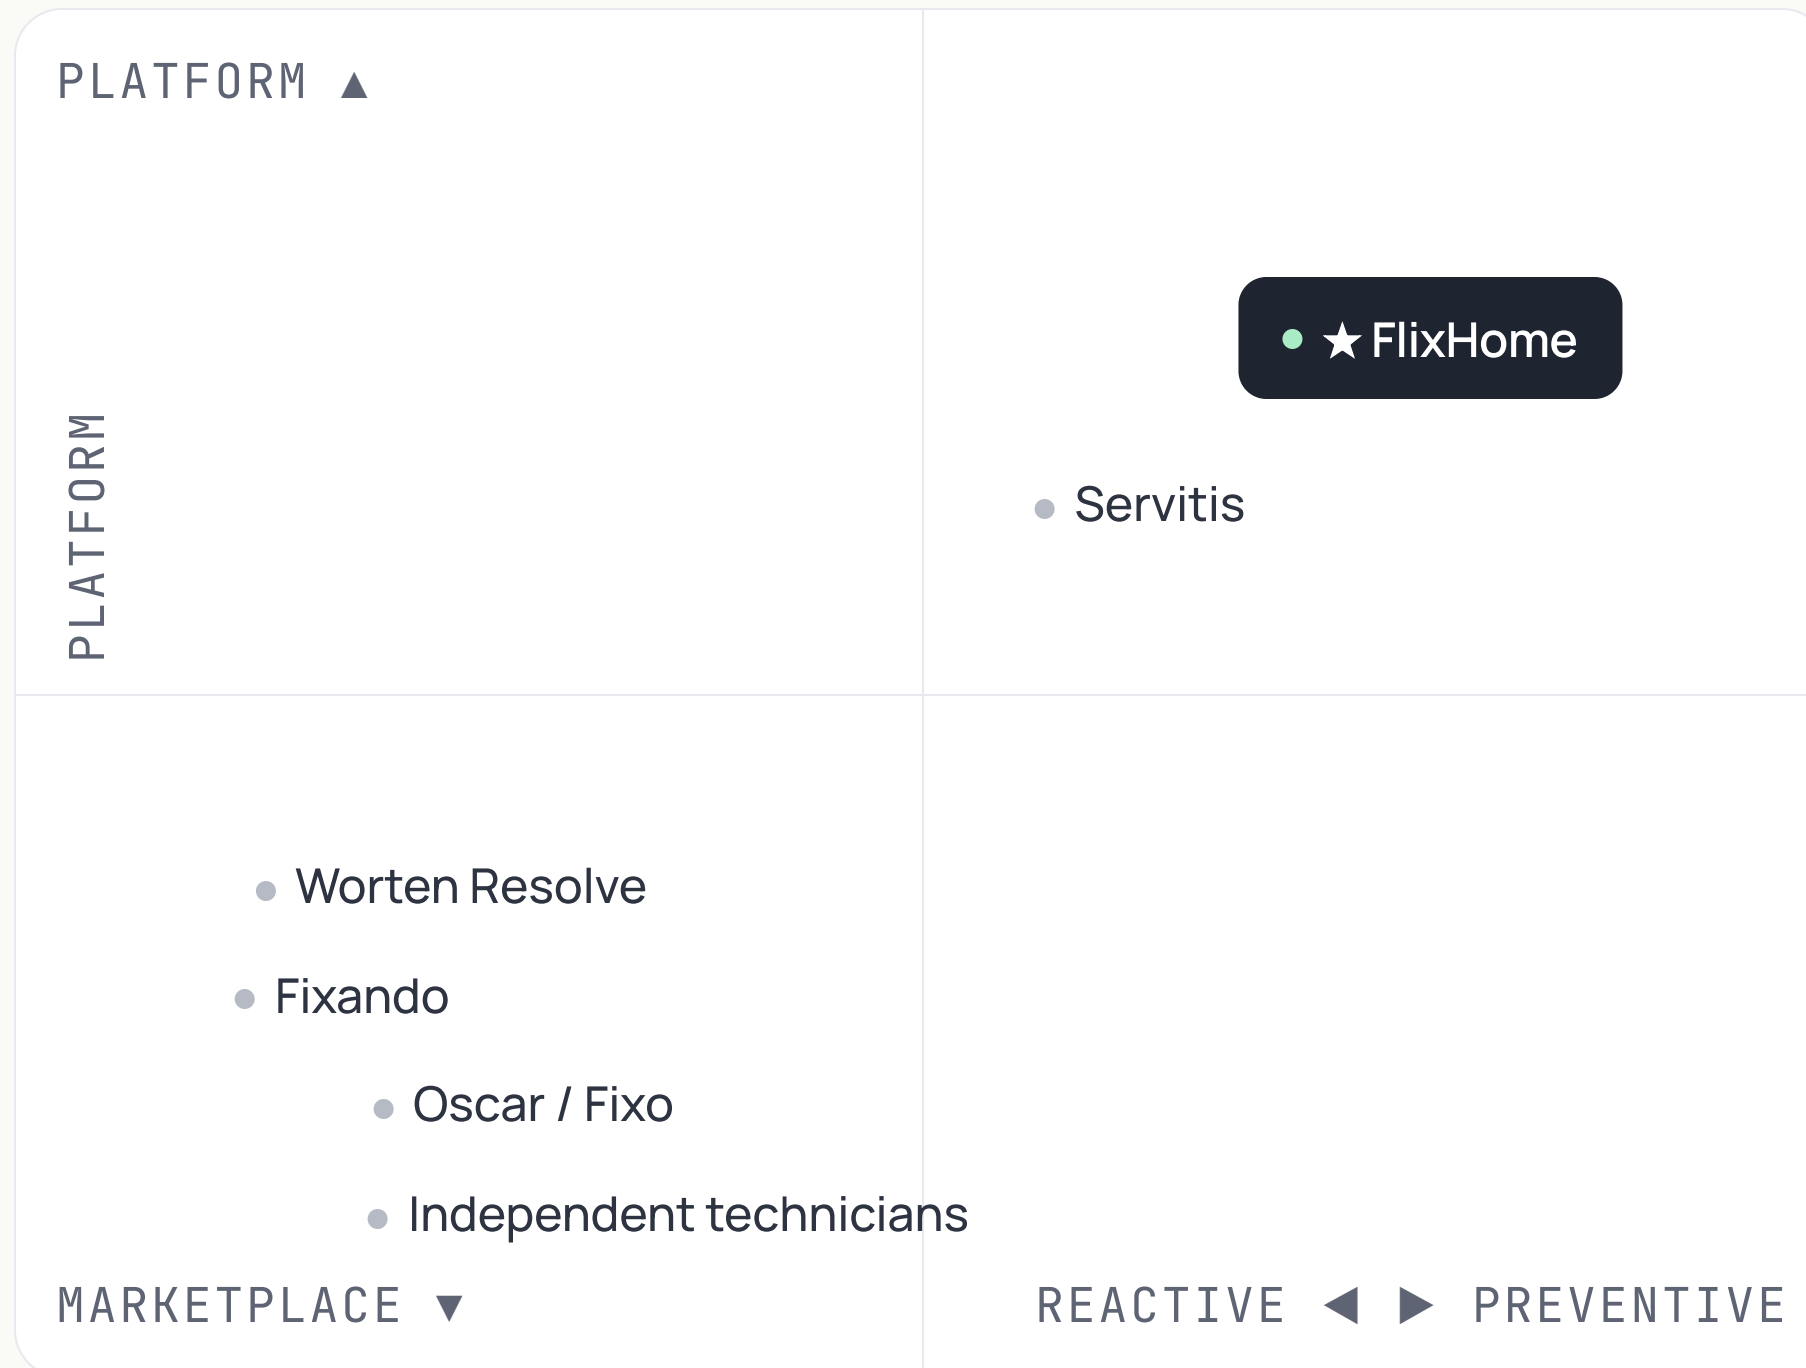 PLATFORM ▲
★ FlixHome
PLATFORM
Servitis
Worten Resolve
Fixando
Oscar / Fixo
Independent technicians
MARKETPLACE ▼
REACTIVE ◀ ▶ PREVENTIVE